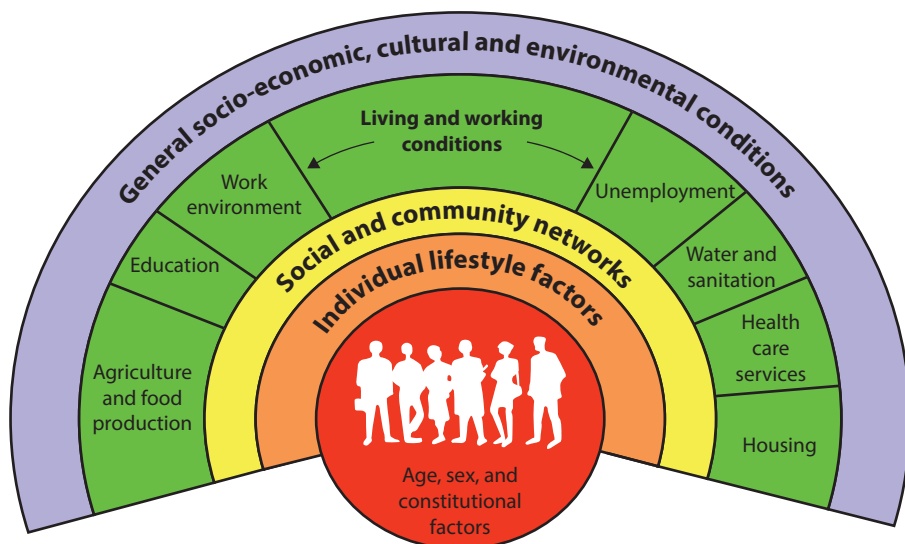 General socio-economic, cultural and environmental conditions
Living and working
conditions
Work
environment
Unemployment
Education
Water and
sanitation
Agriculture
and food
production
Health
care
services
Housing
Social and community networks
Individual lifestyle factors
Age, sex, and
constitutional
factors